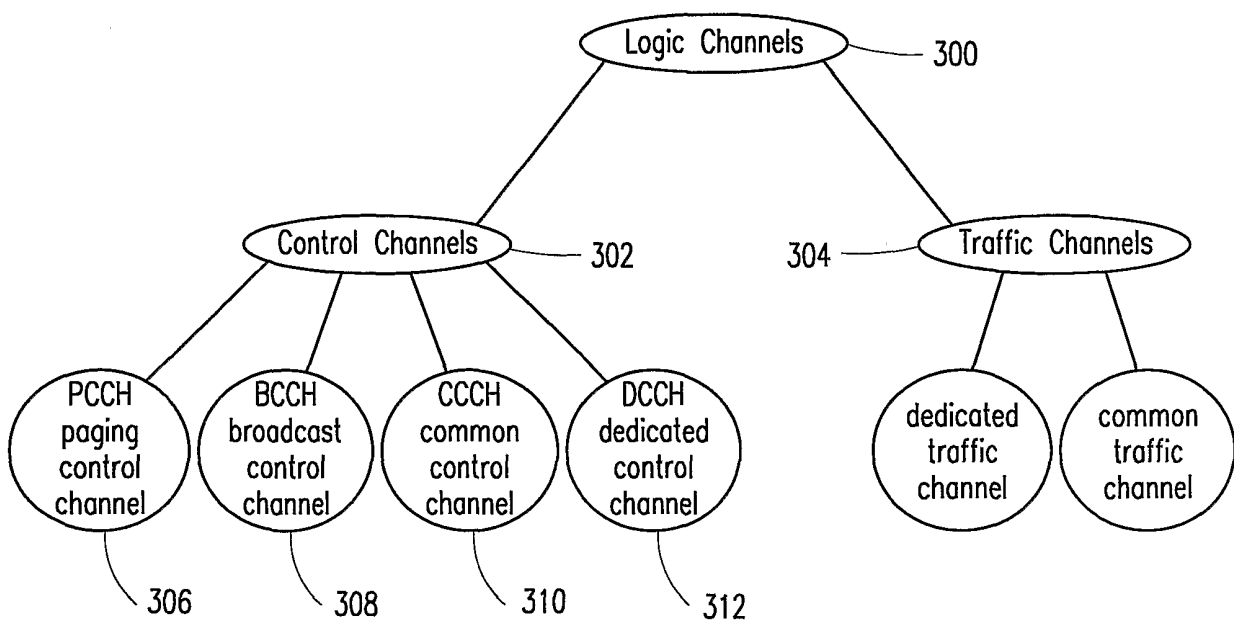 Logic Channels
300
Control Channels
302
304
Traffic Channels
PCCH
paging
control
channel
BCCH
broadcast
control
channel
CCCH
common
control
channel
DCCH
dedicated
control
channel
dedicated
traffic
channel
common
traffic
channel
306
308
310
312